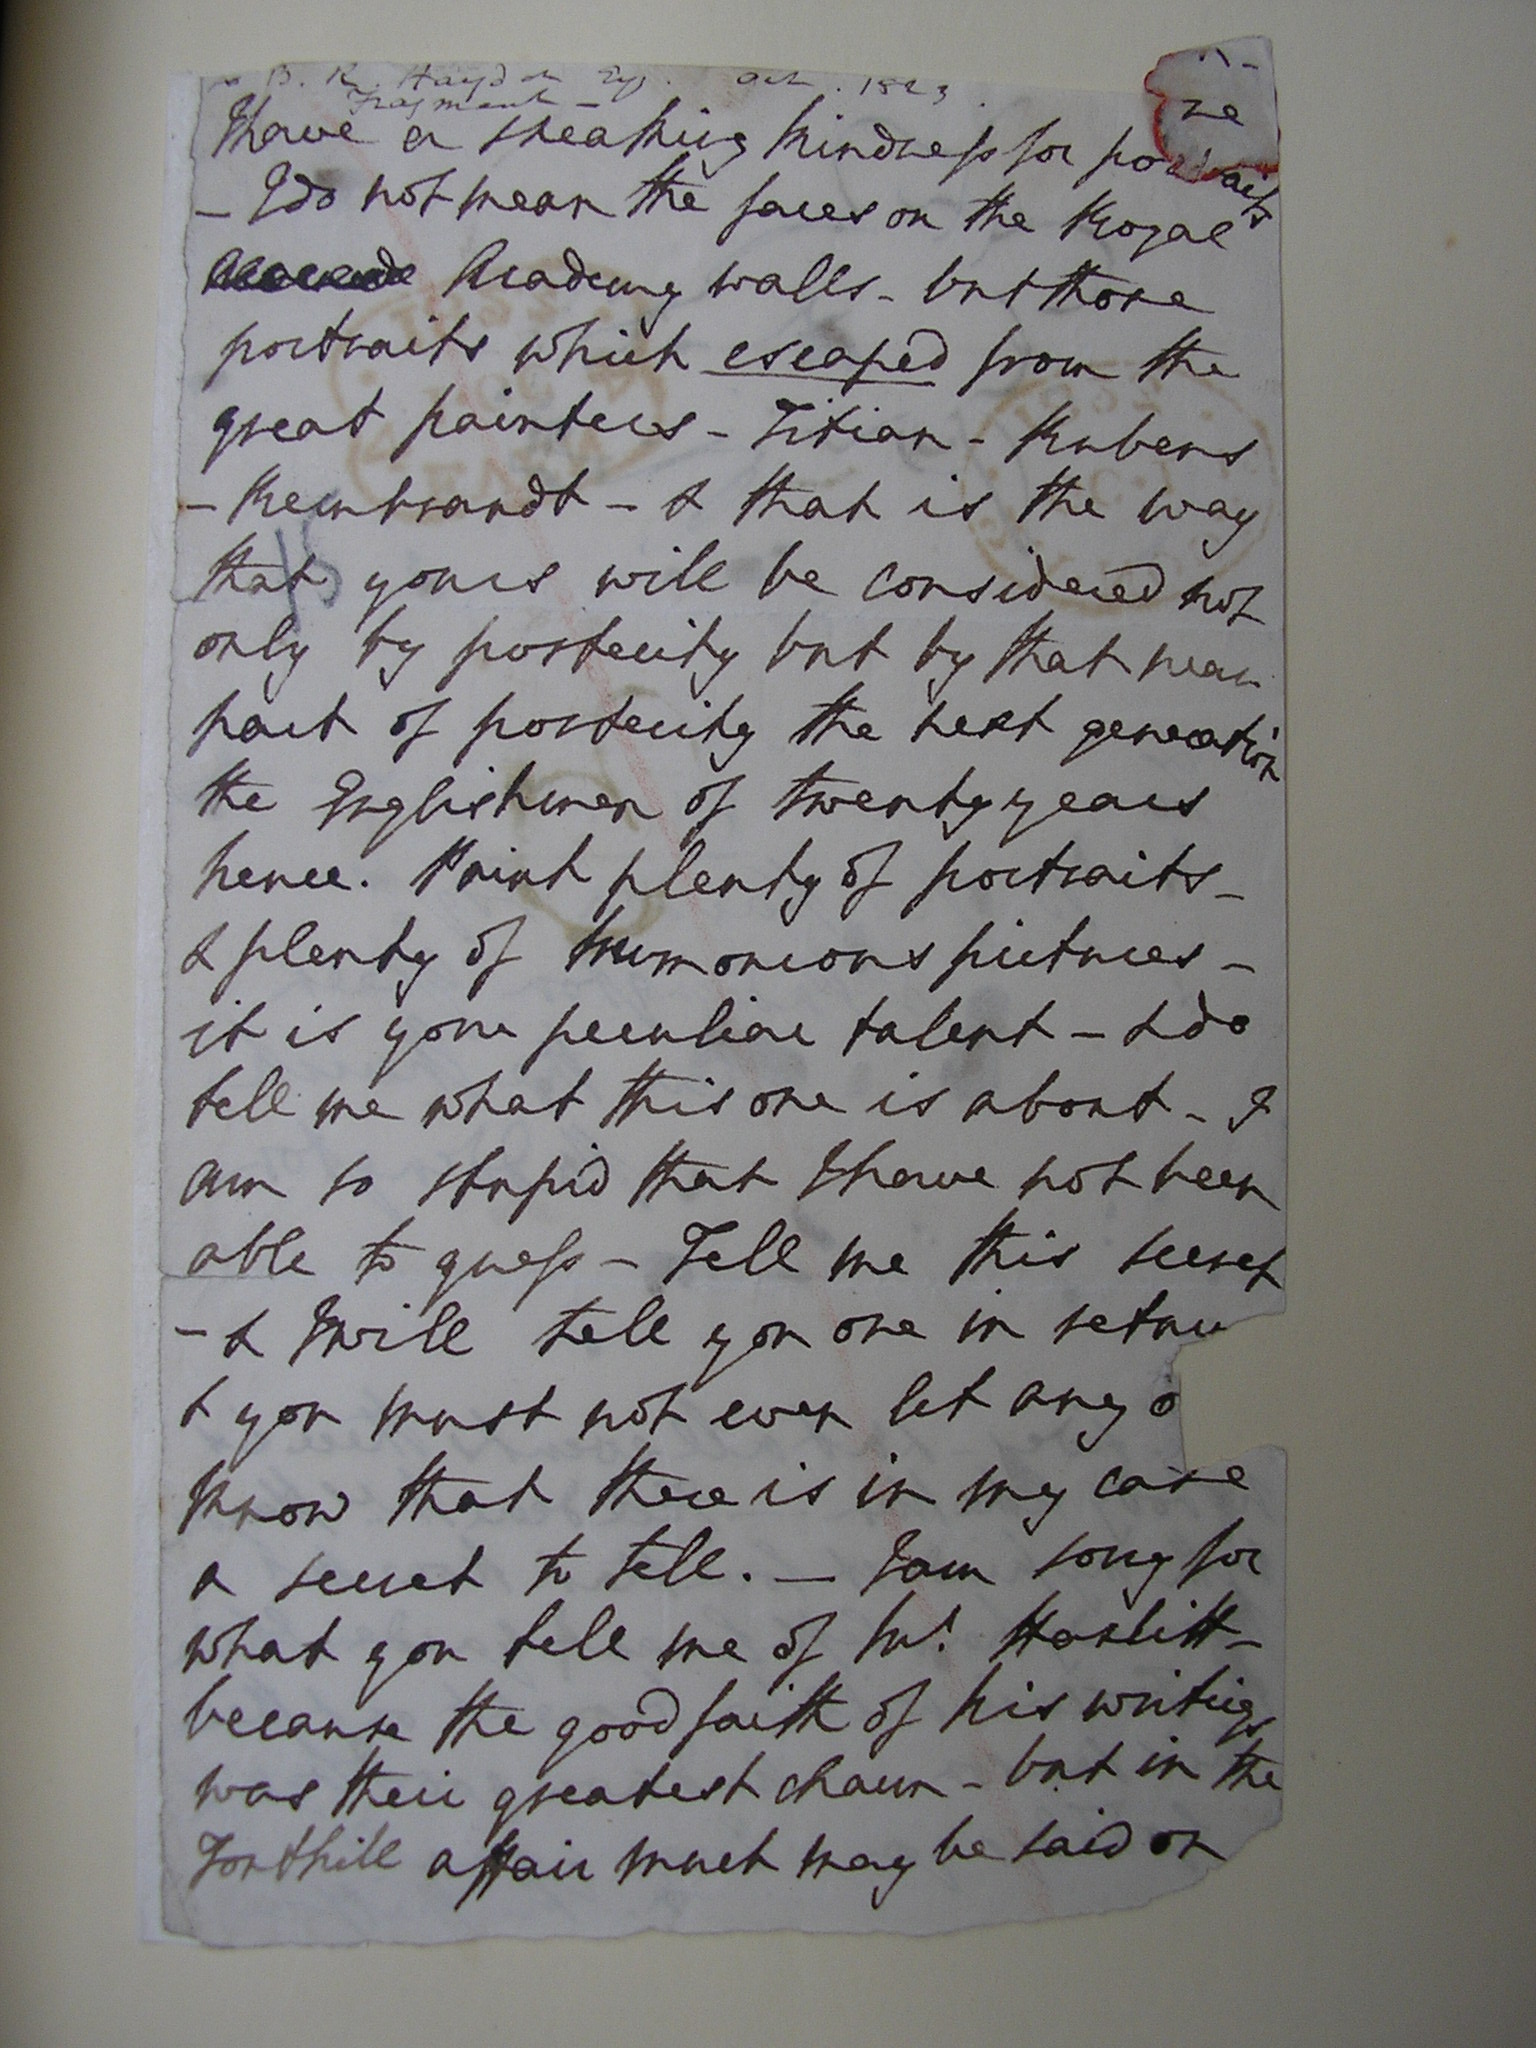 B. R. Haydon Esq. Oct. 1823.
Fragment -
ne
I have a sneaking kindness for portraits
- I do not mean the faces on the Royal
Academy walls - but those
portraits which escaped from the
great painters - Titian - Rubens
- Rembrandt - & that is the way
that yours will be considered not
only by posterity but by that near
part of posterity the next generation
the Englishmen of twenty years
hence. Paint plenty of portraits -
& plenty of humorous pictures -
it is your peculiar talent - & do
tell me what this one is about - I
am so stupid that I have not been
able to guess - Tell me this secret
- & I will tell you one in retur
& you must not even let any o
know that there is in my case
a secret to tell. - I am sorry for
what you tell me of Mr. Hazlitt -
because the good faith of his writings
was their greatest charm - but in the
Fonthill affair much may be said on